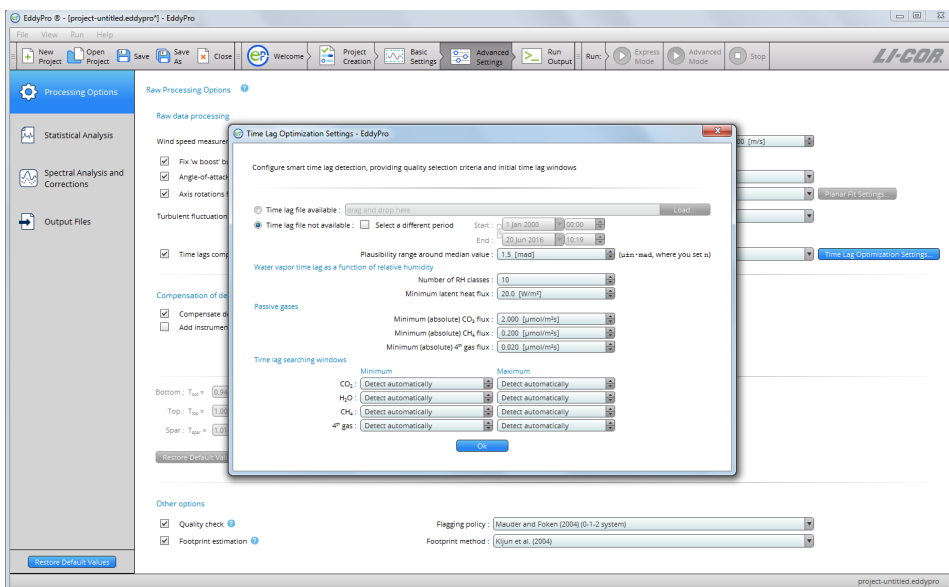 EddyPro ® - [project-untitled.eddypro*] - EddyPro
File View Run Help
New Project Open Project Save Save As Close Welcome Project Creation Basic Settings Advanced Settings Run Output Run: Express Mode Advanced Mode Stop LI-COR
Processing Options
Statistical Analysis
Spectral Analysis and Corrections
Output Files
Restore Default Values
Raw Processing Options ?
Raw data processing
Wind speed measure 00 [m/s]
Fix 'w boost' b
Angle-of-attac
Axis rotations f Planar Fit Settings...
Turbulent fluctuation
Time lags comp Time Lag Optimization Settings...
Compensation of de
Compensate d
Add instrumen
Bottom : Tbot = 0.94
Top : Ttop = 1.00
Spar : Tspar = 1.01
Restore Default Val
Time Lag Optimization Settings - EddyPro
Configure smart time lag detection, providing quality selection criteria and initial time lag windows
Time lag file available : drag and drop here Load...
Time lag file not available : Select a different period Start : 1 Jan 2000 00:00
End : 20 Jun 2016 10:19
Plausibility range around median value : 1.5 [mad] (µ±n·mad, where you set n)
Water vapor time lag as a function of relative humidity
Number of RH classes : 10
Minimum latent heat flux : 20.0 [W/m²]
Passive gases
Minimum (absolute) CO₂ flux : 2.000 [µmol/m²s]
Minimum (absolute) CH₄ flux : 0.200 [µmol/m²s]
Minimum (absolute) 4ᵗʰ gas flux : 0.020 [µmol/m²s]
Time lag searching windows
Minimum Maximum
CO₂ : Detect automatically Detect automatically
H₂O : Detect automatically Detect automatically
CH₄ : Detect automatically Detect automatically
4ᵗʰ gas : Detect automatically Detect automatically
Ok
Other options
Quality check ? Flagging policy : Mauder and Foken (2004) (0-1-2 system)
Footprint estimation ? Footprint method : Kljun et al. (2004)
project-untitled.eddypro